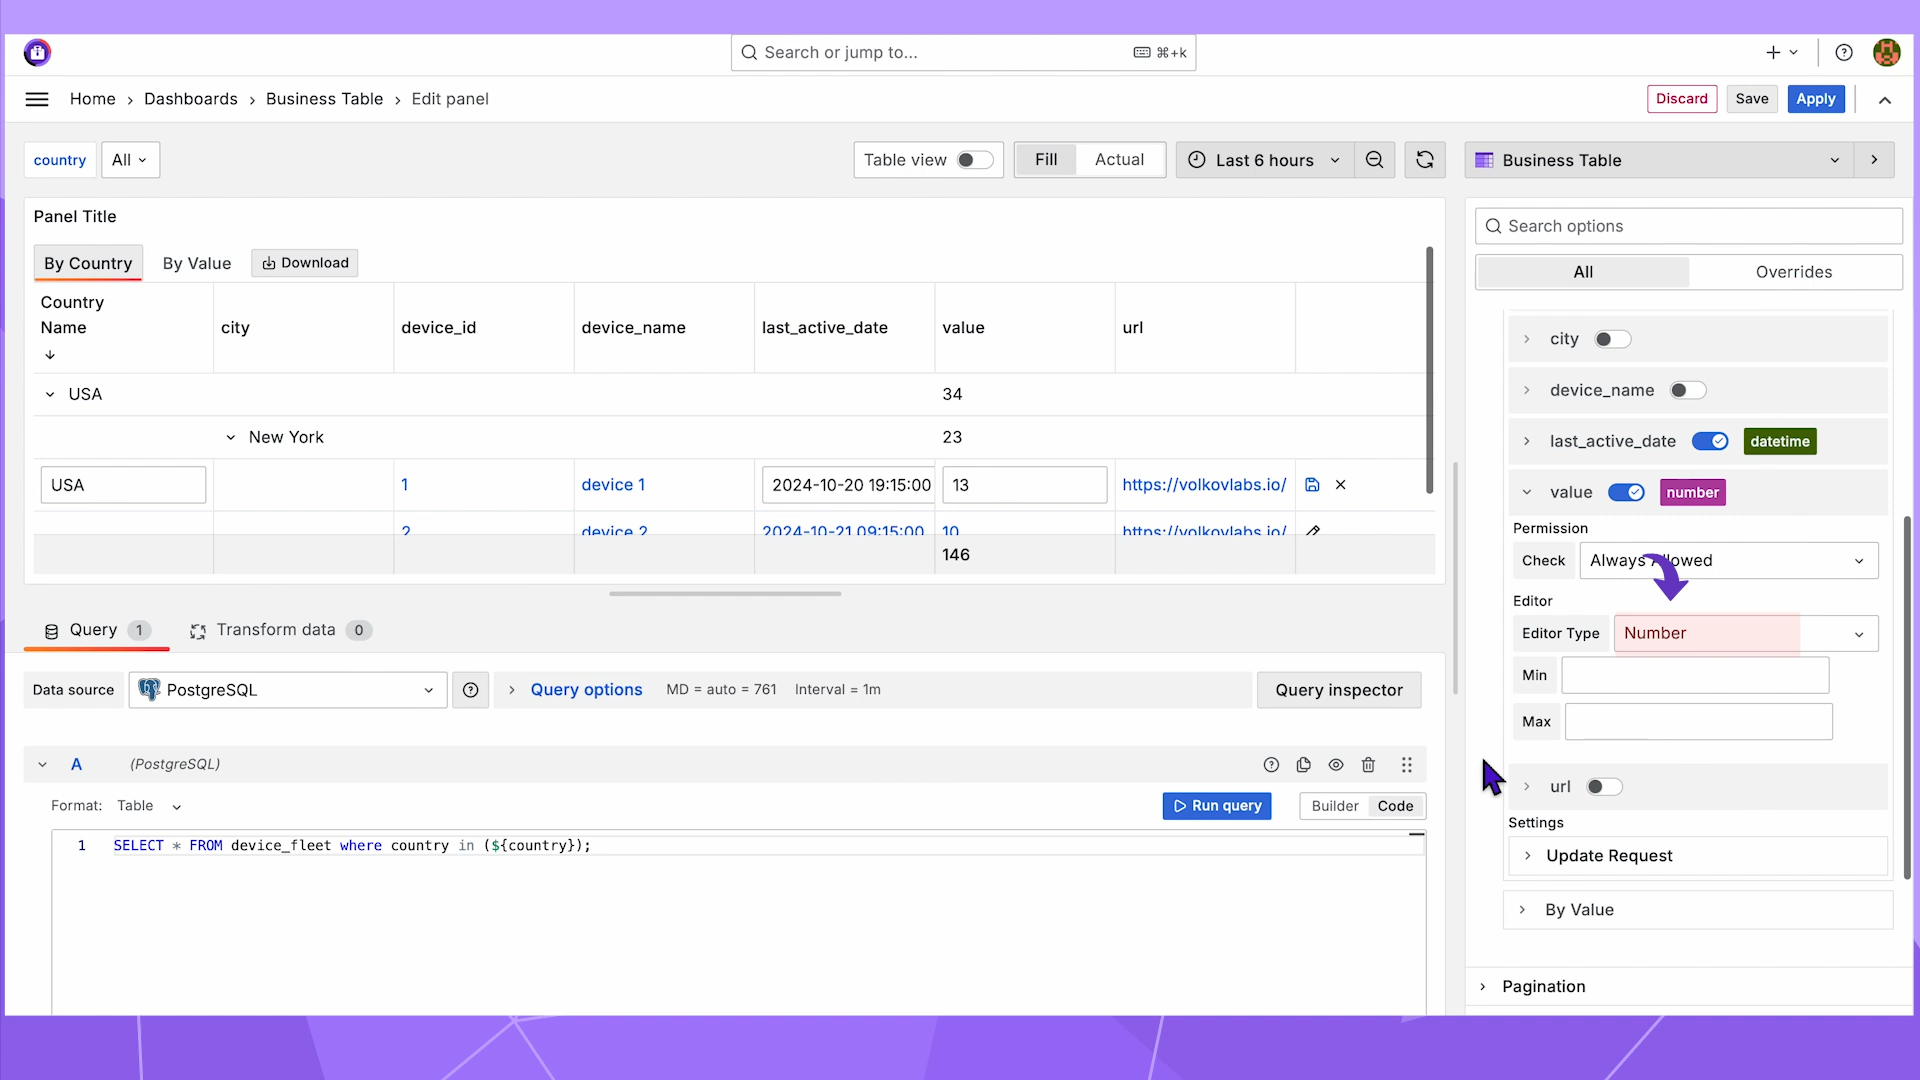 Search or jump to...
⌘+k
Home › Dashboards › Business Table › Edit panel
Discard
Save
Apply
country
All
Table view
Fill
Actual
Last 6 hours
Business Table
Panel Title
Search options
By Country
By Value
Download
All
Overrides
Country Name
city
device_id
device_name
last_active_date
value
url
city
device_name
last_active_date
datetime
value
number
USA
34
New York
23
USA
1
device 1
2024-10-20 19:15:00
13
https://volkovlabs.io/
2
device 2
2024-10-21 09:15:00
10
https://volkovlabs.io/
146
Permission
Check
Always Allowed
Editor
Editor Type
Number
Min
Max
url
Settings
Update Request
By Value
Pagination
Query 1
Transform data 0
Data source
PostgreSQL
Query options
MD = auto = 761
Interval = 1m
Query inspector
A
(PostgreSQL)
Format: Table
Run query
Builder
Code
1 SELECT * FROM device_fleet where country in (${country});